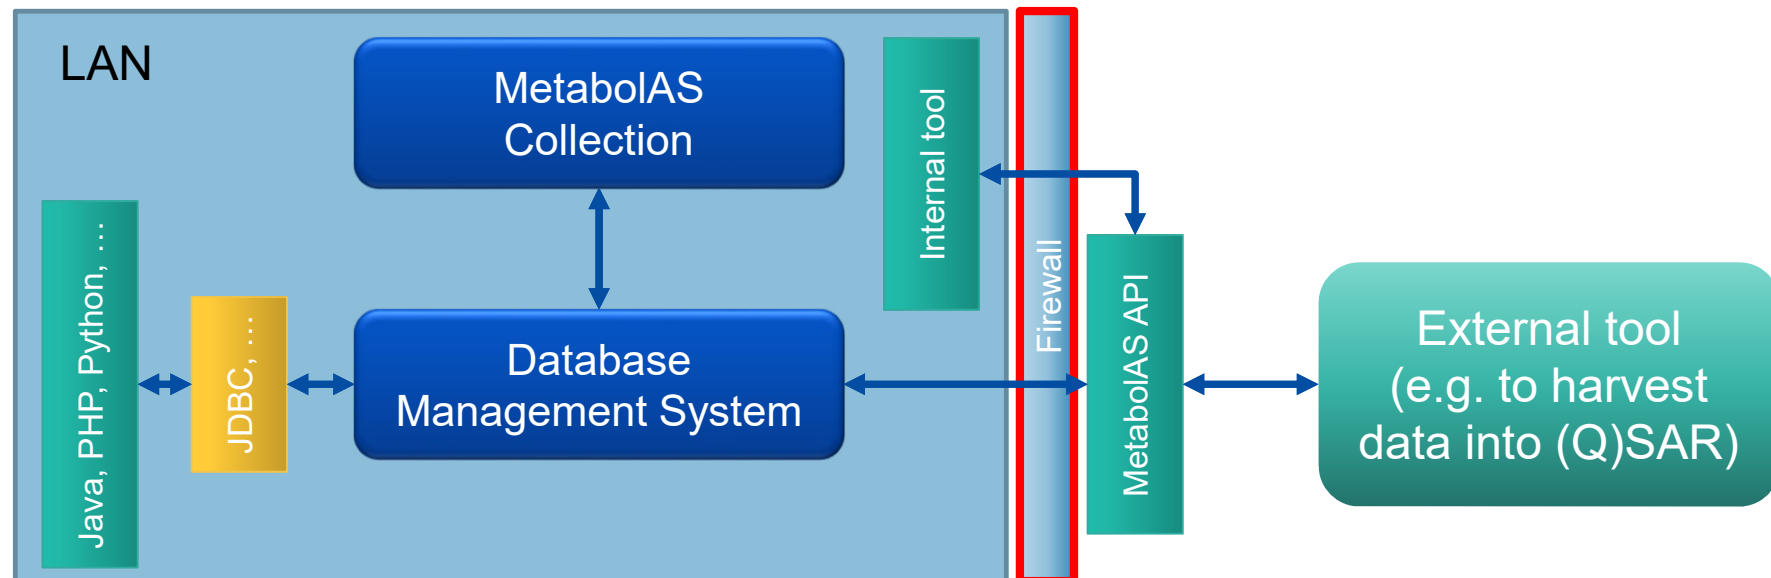 LAN
MetabolAS
Collection
Internal tool
Firewall
Java, PHP, Python, …
JDBC, …
Database
Management System
MetabolAS API
External tool
(e.g. to harvest
data into (Q)SAR)